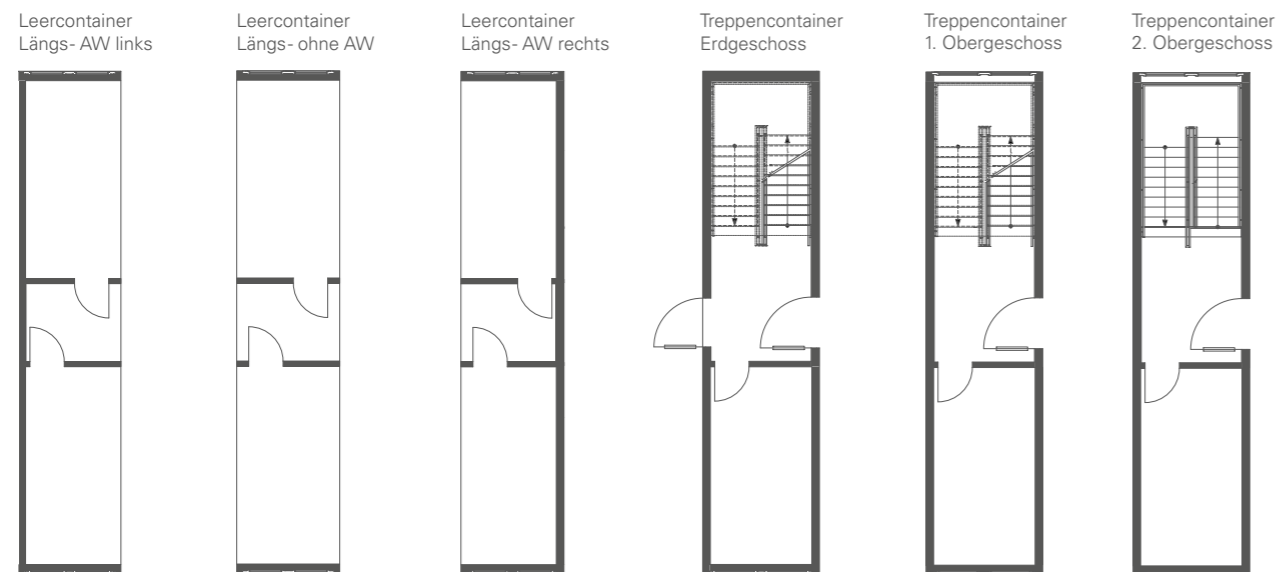 Leercontainer
Längs- AW links
Leercontainer
Längs- ohne AW
Leercontainer
Längs- AW rechts
Treppencontainer
Erdgeschoss
Treppencontainer
1. Obergeschoss
Treppencontainer
2. Obergeschoss